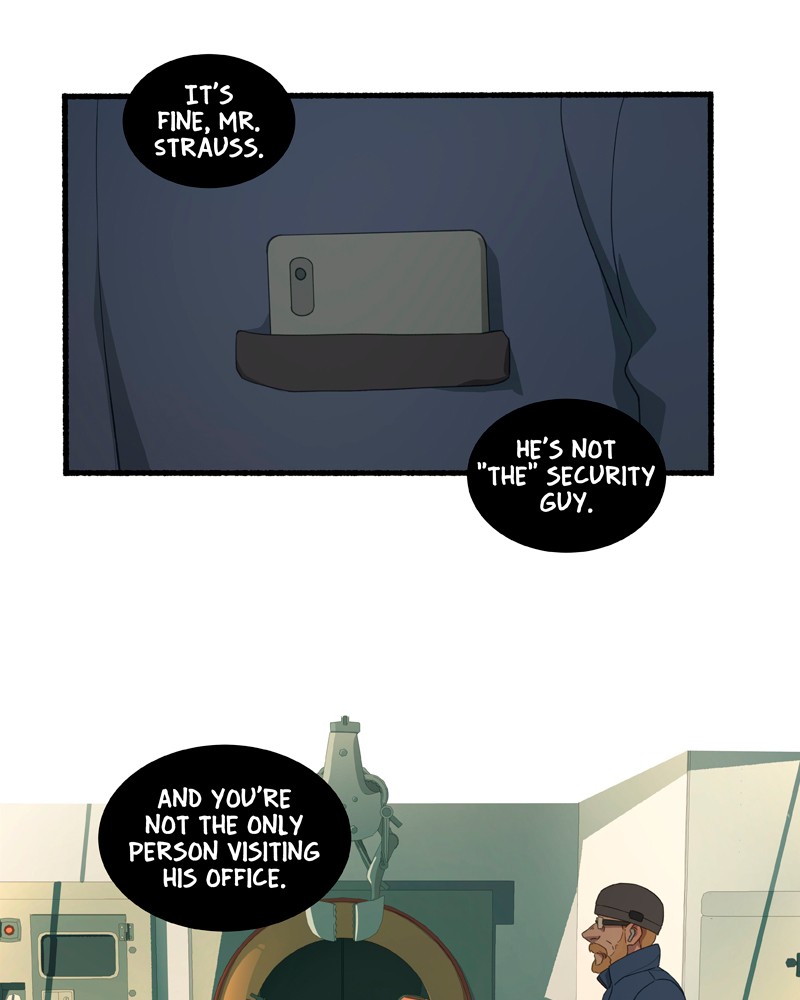 IT'S
FINE, MR.
STRAUSS.
HE'S NOT
"THE" SECURITY
GUY.
AND YOU'RE
NOT THE ONLY
PERSON VISITING
HIS OFFICE.